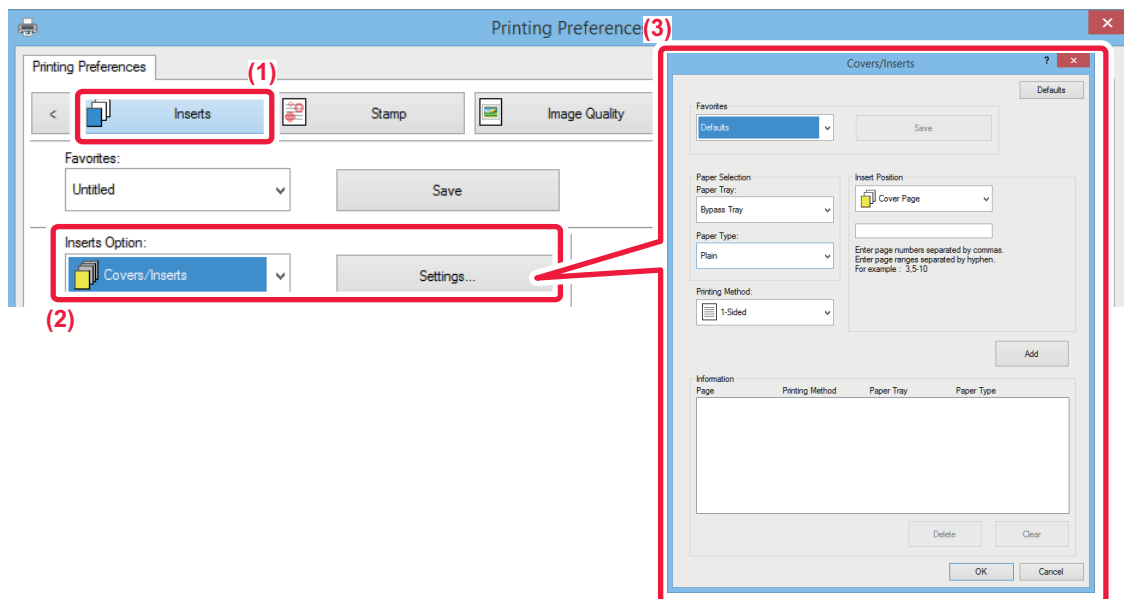 Printing Preference
(3)
Printing Preferences
(1)
<
Inserts
Stamp
Image Quality
Favorites:
Untitled
Save
Inserts Option:
Covers/Inserts
Settings...
(2)
Covers/Inserts
?
Defaults
Favorites
Defaults
Save
Paper Selection
Paper Tray:
Bypass Tray
Paper Type:
Plain
Printing Method:
1-Sided
Insert Position
Cover Page
Enter page numbers separated by commas.
Enter page ranges separated by hyphen.
For example : 3,5-10
Add
Information
Page Printing Method Paper Tray Paper Type
Delete
Clear
OK
Cancel